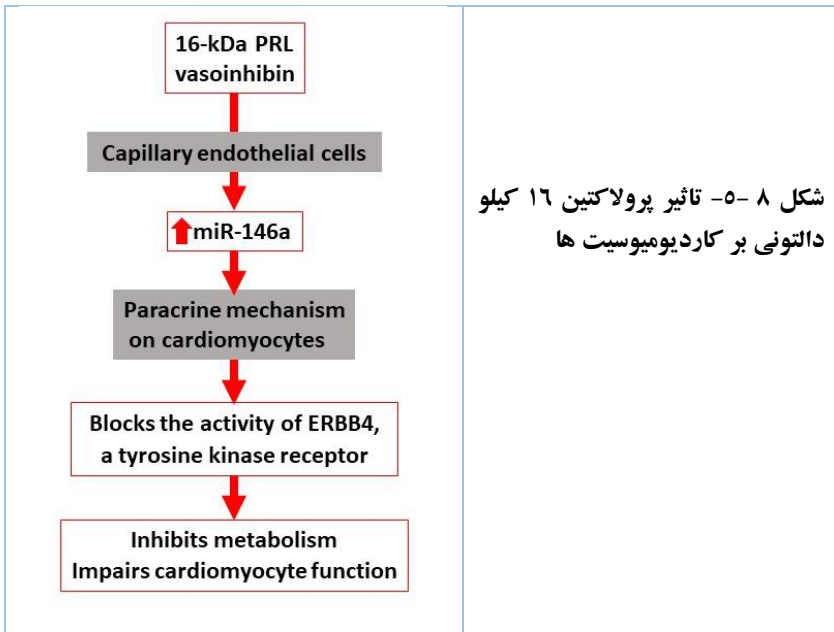 16-kDa PRL
vasoinhibin
Capillary endothelial cells
miR-146a
Paracrine mechanism
on cardiomyocytes
Blocks the activity of ERBB4,
a tyrosine kinase receptor
Inhibits metabolism
Impairs cardiomyocyte function
شکل ۸ -۵- تاثیر پرولاکتین ۱۶ کیلو
دالتونی بر کاردیومیوسیت ها